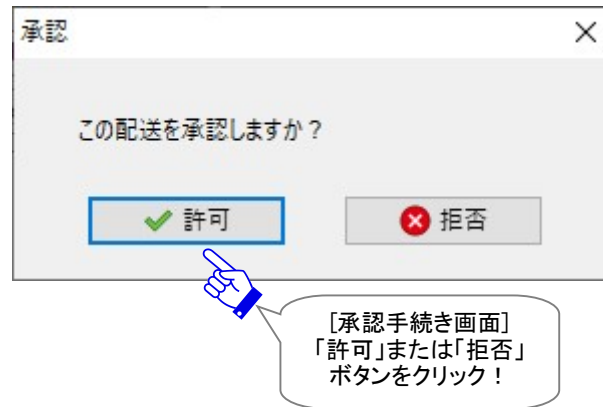 承認
この配送を承認しますか？
許可
拒否
[承認手続き画面]
「許可」または「拒否」
ボタンをクリック！